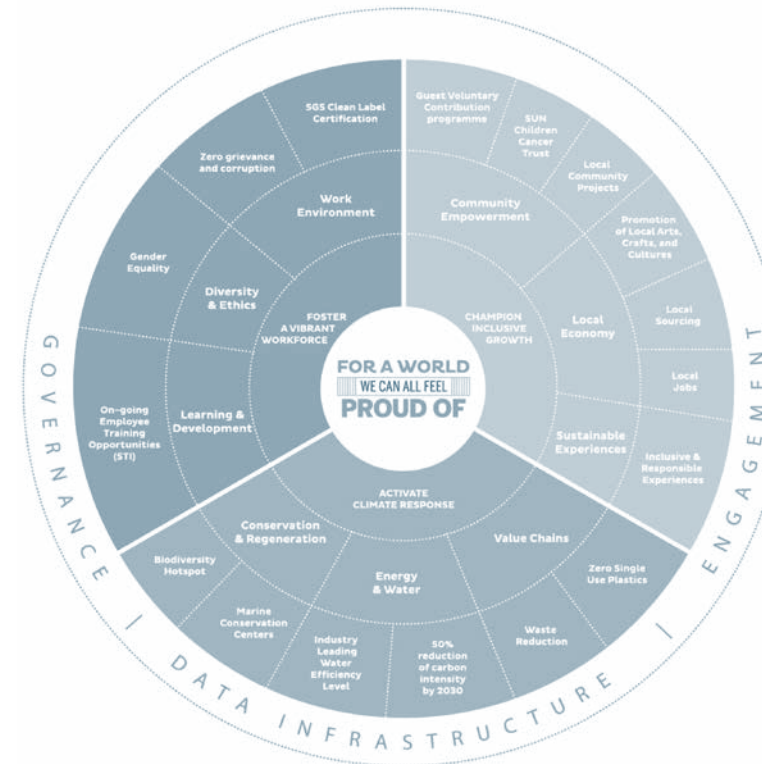 SGS Clean Label
Certification
Zero grievance
and corruption
Gender
Equality
On-going
Employee
Training
Opportunities
(STI)
Work
Environment
Diversity
& Ethics
Learning &
Development
FOSTER
A VIBRANT
WORKFORCE
Guest Voluntary
Contribution
programme
SUN
Children
Cancer
Trust
Local
Community
Projects
Promotion
of Local Arts,
Crafts, and
Cultures
Local
Sourcing
Local
Jobs
Inclusive &
Responsible
Experiences
Community
Empowerment
Local
Economy
Sustainable
Experiences
CHAMPION
INCLUSIVE
GROWTH
FOR A WORLD
WE CAN ALL FEEL
PROUD OF
ACTIVATE
CLIMATE RESPONSE
Conservation
& Regeneration
Energy
& Water
Value Chains
Biodiversity
Hotspot
Marine
Conservation
Centers
Industry
Leading
Water
Efficiency
Level
50%
reduction
of carbon
intensity
by 2030
Waste
Reduction
Zero Single
Use Plastics
GOVERNANCE | DATA INFRASTRUCTURE | ENGAGEMENT